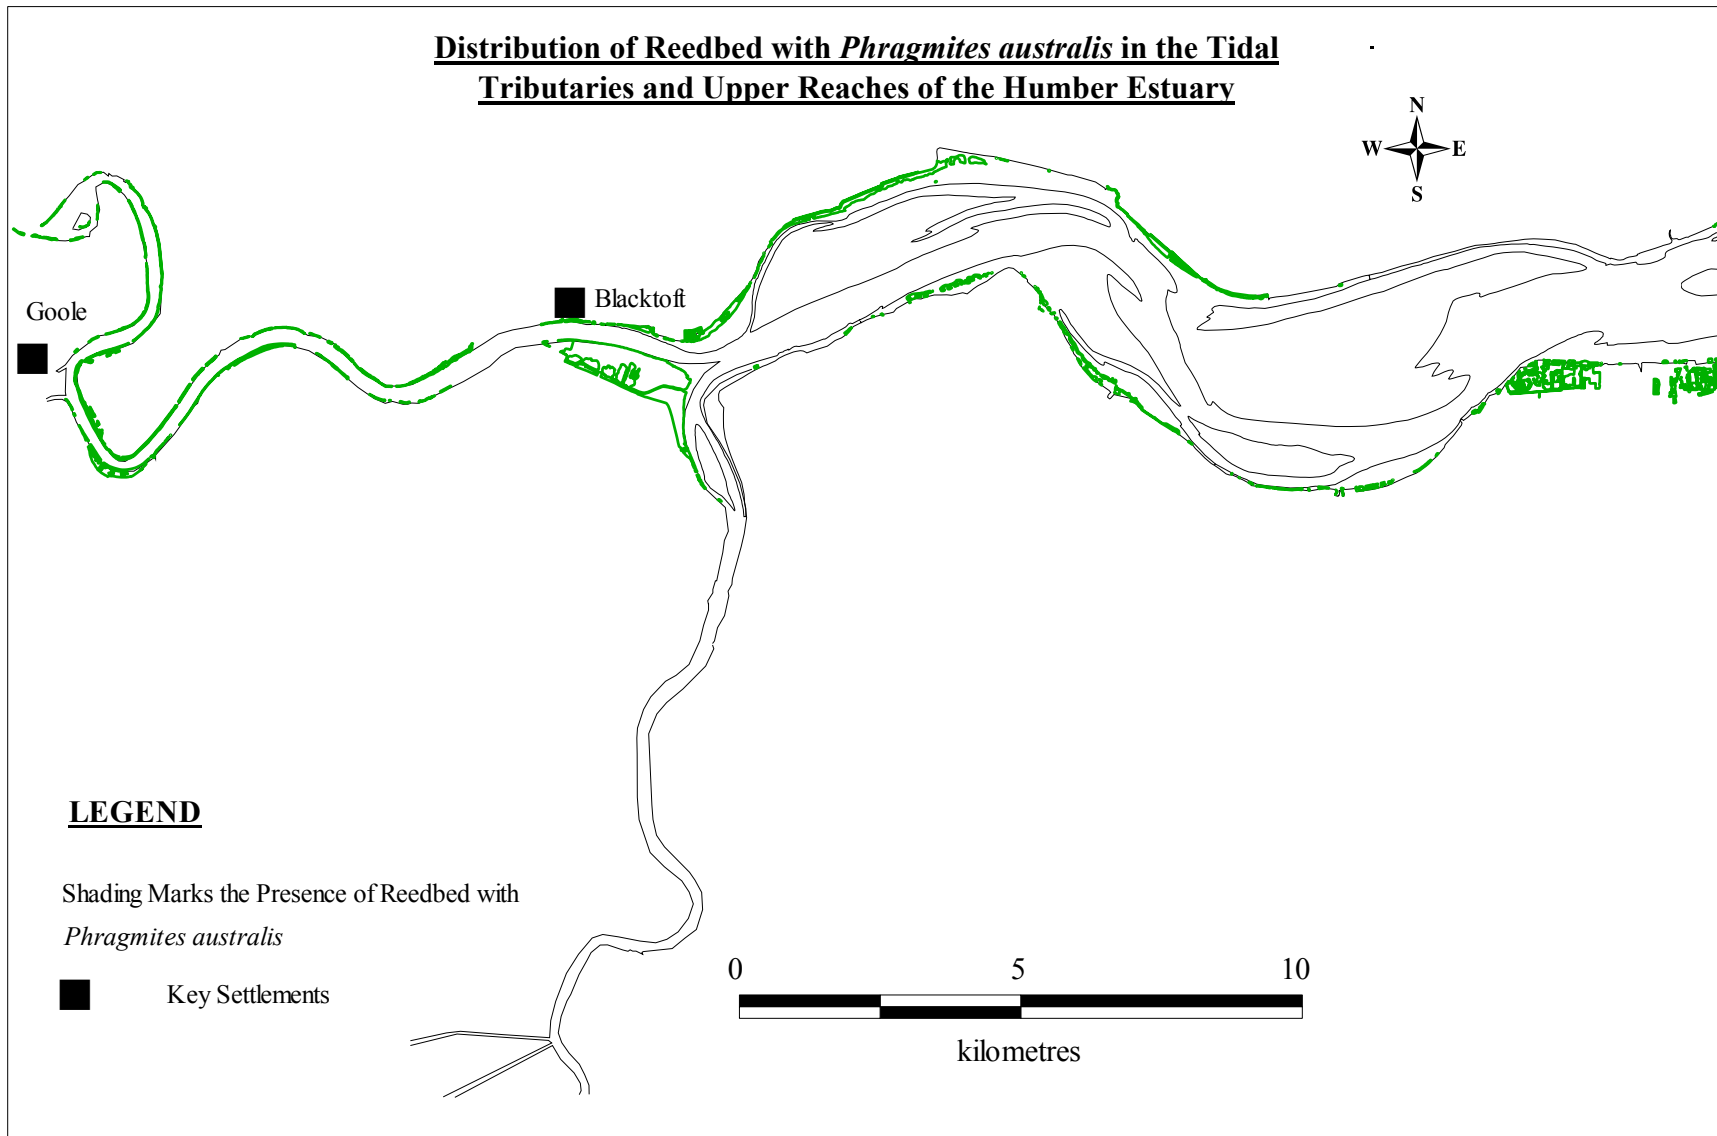 Distribution of Reedbed with Phragmites australis in the Tidal
Tributaries and Upper Reaches of the Humber Estuary
N
W E
S
Goole
Blacktoft
LEGEND
Shading Marks the Presence of Reedbed with
Phragmites australis
Key Settlements
0 5 10
kilometres